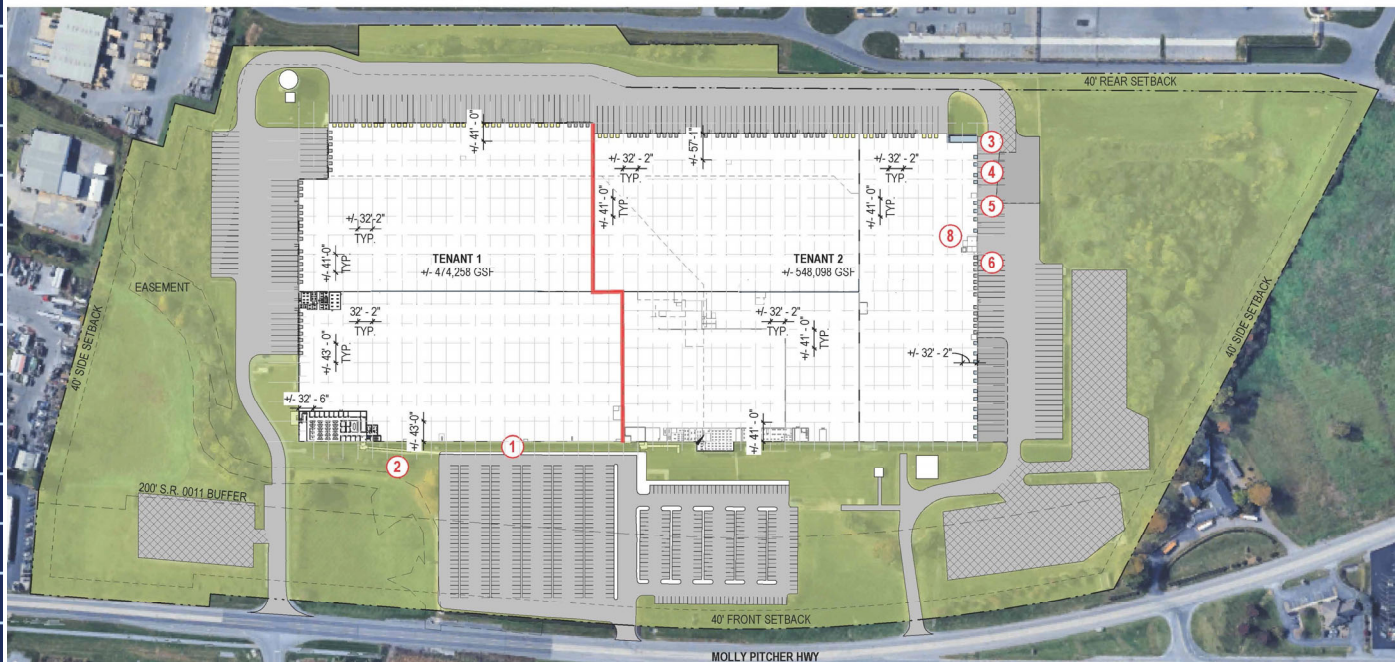 40' REAR SETBACK
3
+/- 41' - 0"
+/- 57'-1"
+/- 32' - 2"
TYP.
+/- 32' - 2"
TYP.
4
+/- 41' - 0"
TYP.
+/- 41' - 0"
TYP.
5
+/- 32'-2"
TYP.
8
+/- 41'-0"
TYP.
TENANT 1
+/- 474,258 GSF
TENANT 2
+/- 548,098 GSF
6
EASEMENT
32' - 2"
TYP.
+/- 32' - 2"
TYP.
+/- 43' - 0"
TYP.
+/- 41' - 0"
TYP.
+/- 32' - 2"
40' SIDE SETBACK
40' SIDE SETBACK
+/- 32' - 6"
+/- 43'-0"
+/- 41' - 0"
1
2
200' S.R. 0011 BUFFER
40' FRONT SETBACK
MOLLY PITCHER HWY